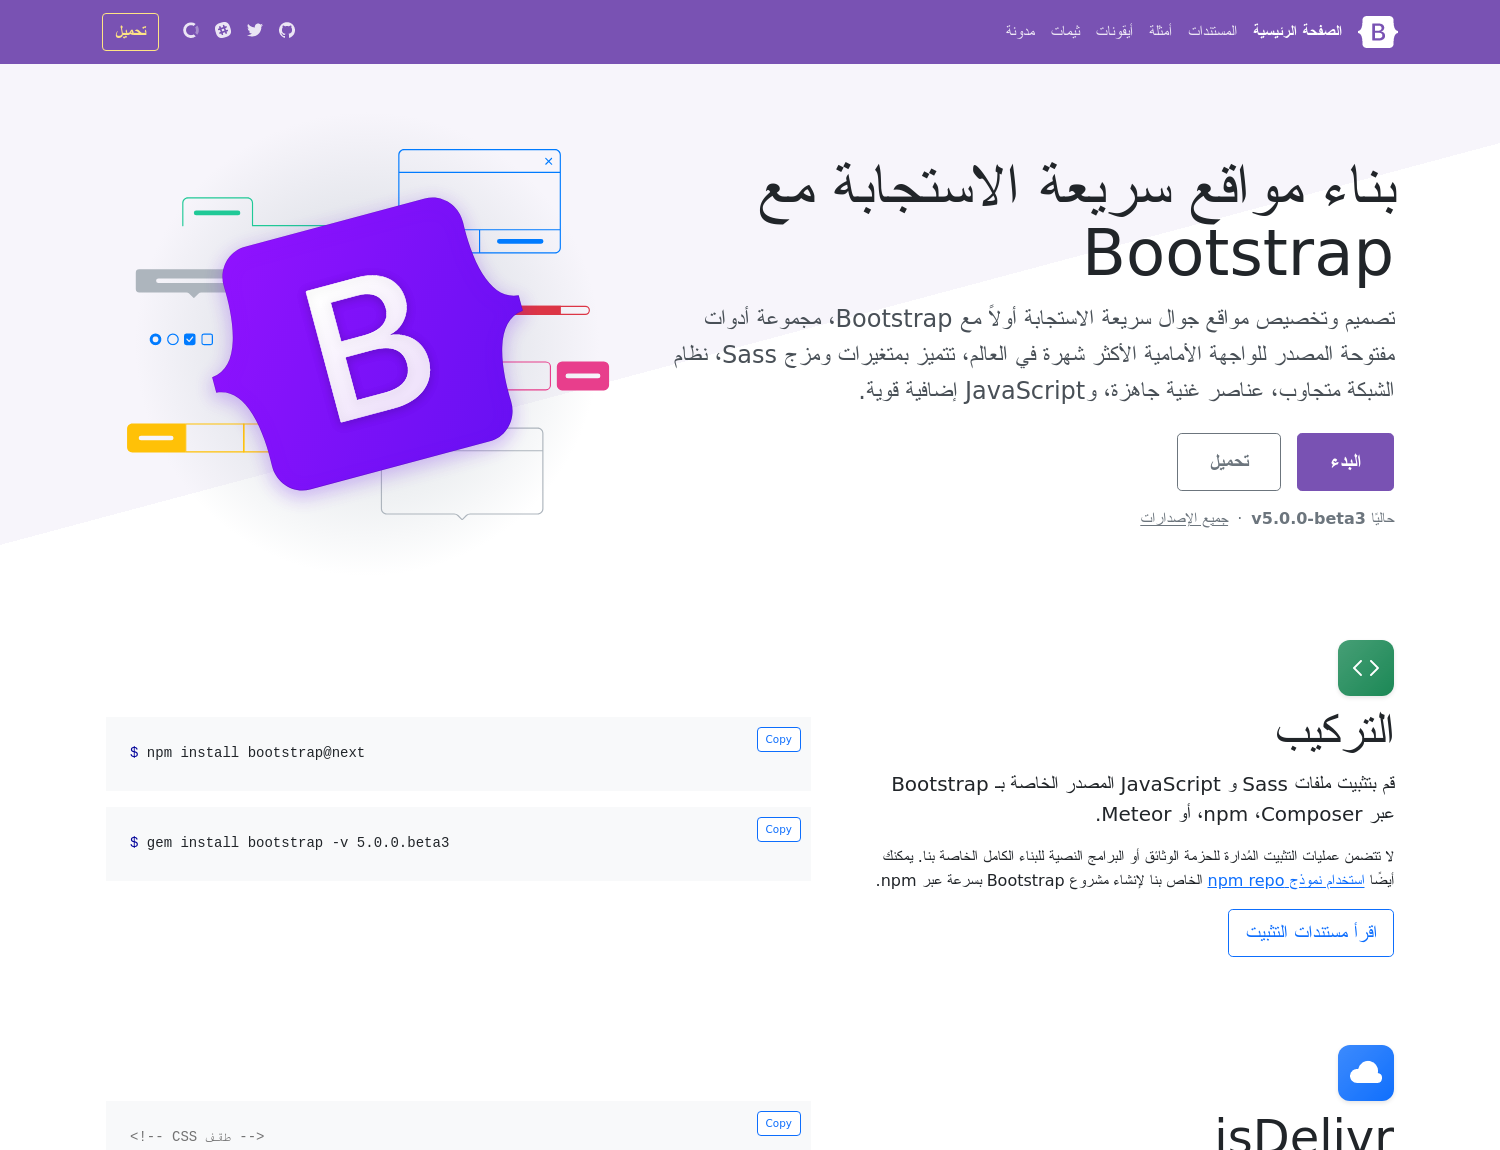 الصفحة الرئيسية المستندات أمثلة أيقونات ثيمات مدونة تحميل
بناء مواقع سريعة الاستجابة مع
Bootstrap
تصميم وتخصيص مواقع جوال سريعة الاستجابة أولاً مع Bootstrap، مجموعة أدوات
مفتوحة المصدر للواجهة الأمامية الأكثر شهرة في العالم، تتميز بمتغيرات ومزج Sass، نظام
الشبكة متجاوب، عناصر غنية جاهزة، وJavaScript إضافية قوية.
البدء تحميل
حاليًا v5.0.0-beta3 · جميع الإصدارات
التركيب
قم بتثبيت ملفات Sass و JavaScript المصدر الخاصة بـ Bootstrap
عبر Composer، npm، أو Meteor.
لا تتضمن عمليات التثبيت المُدارة للحزمة الوثائق أو البرامج النصية للبناء الكامل الخاصة بنا. يمكنك
أيضًا استخدام نموذج npm repo الخاص بنا لإنشاء مشروع Bootstrap بسرعة عبر npm.
اقرأ مستندات التثبيت
Copy
$ npm install bootstrap@next
Copy
$ gem install bootstrap -v 5.0.0.beta3
jsDelivr
Copy
<!-- CSS طقف -->